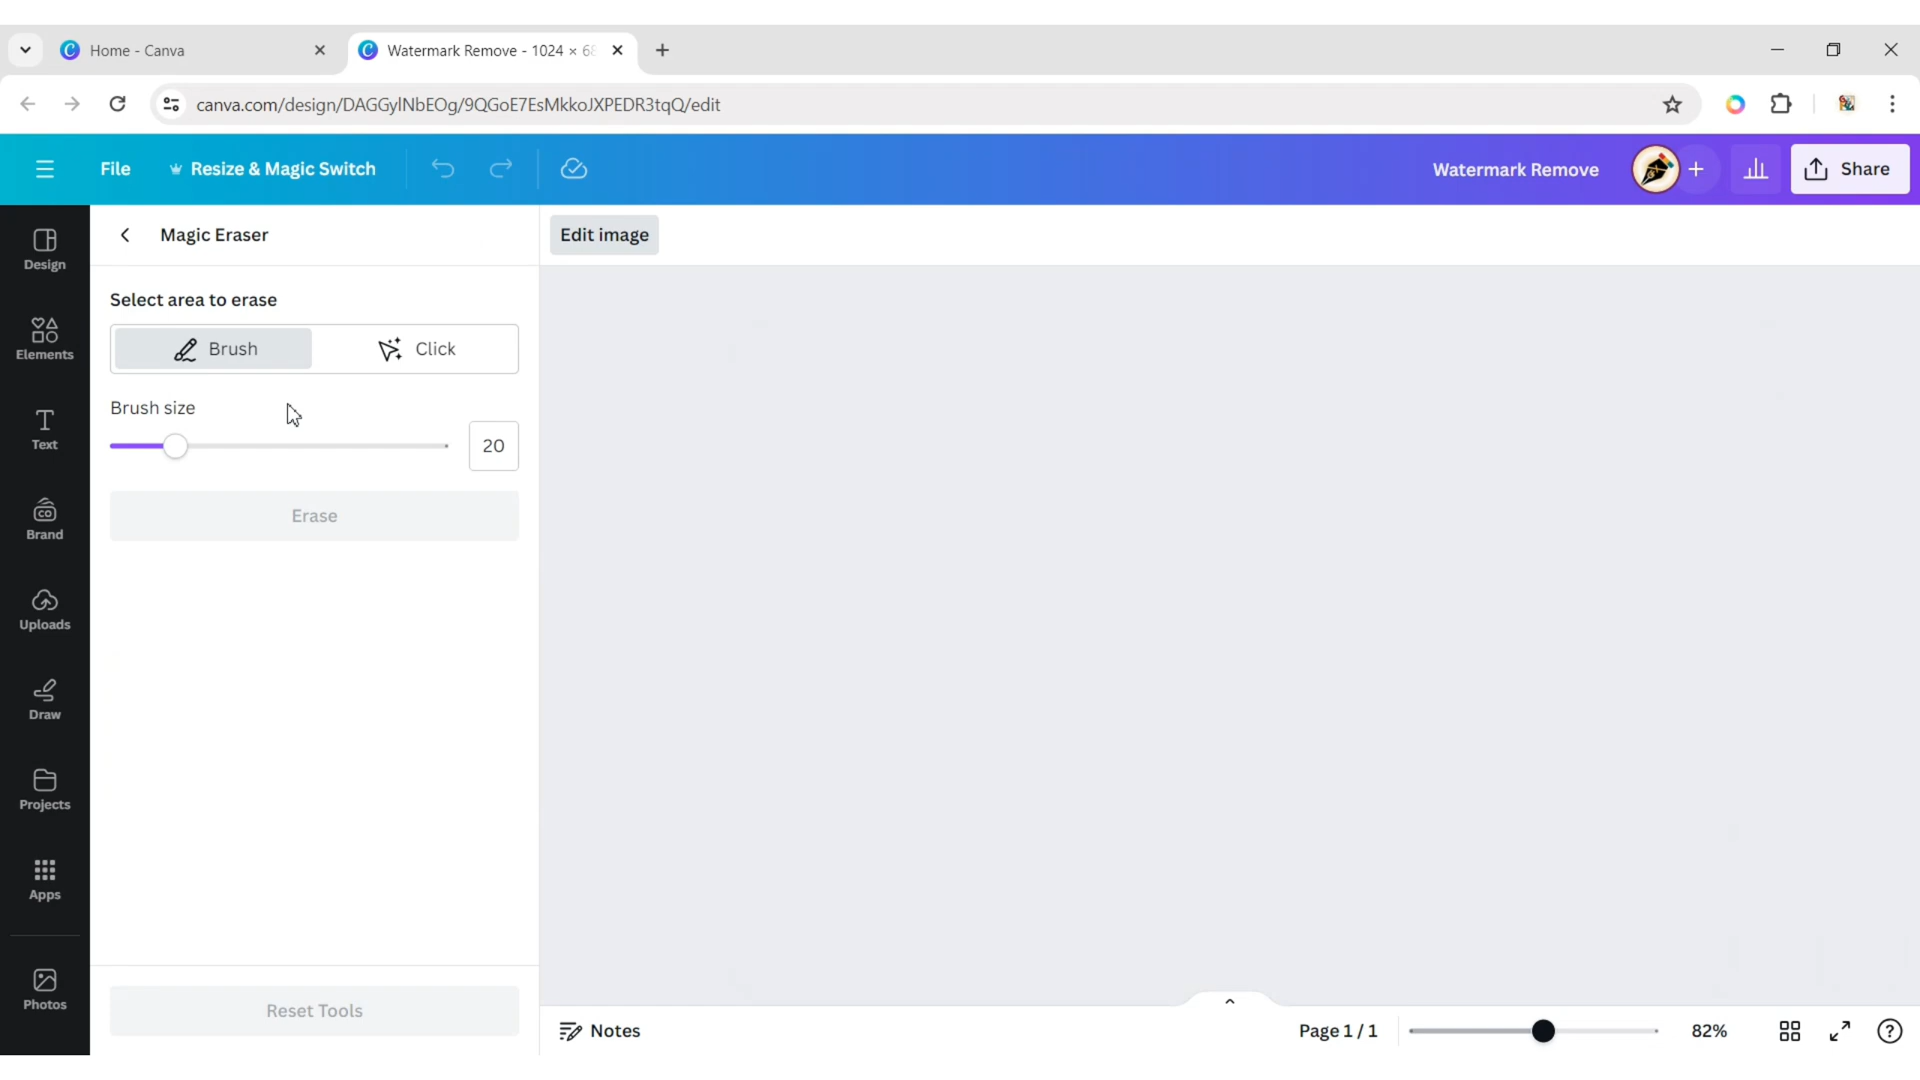 Home - Canva
Watermark Remove - 1024 × 68
canva.com/design/DAGGyINbEOg/9QGoE7EsMkkoJXPEDR3tqQ/edit
File
Resize & Magic Switch
Watermark Remove
Share
Design
Elements
Text
Brand
Uploads
Draw
Projects
Apps
Photos
Magic Eraser
Select area to erase
Brush
Click
Brush size
20
Erase
Reset Tools
Edit image
Notes
Page 1 / 1
82%